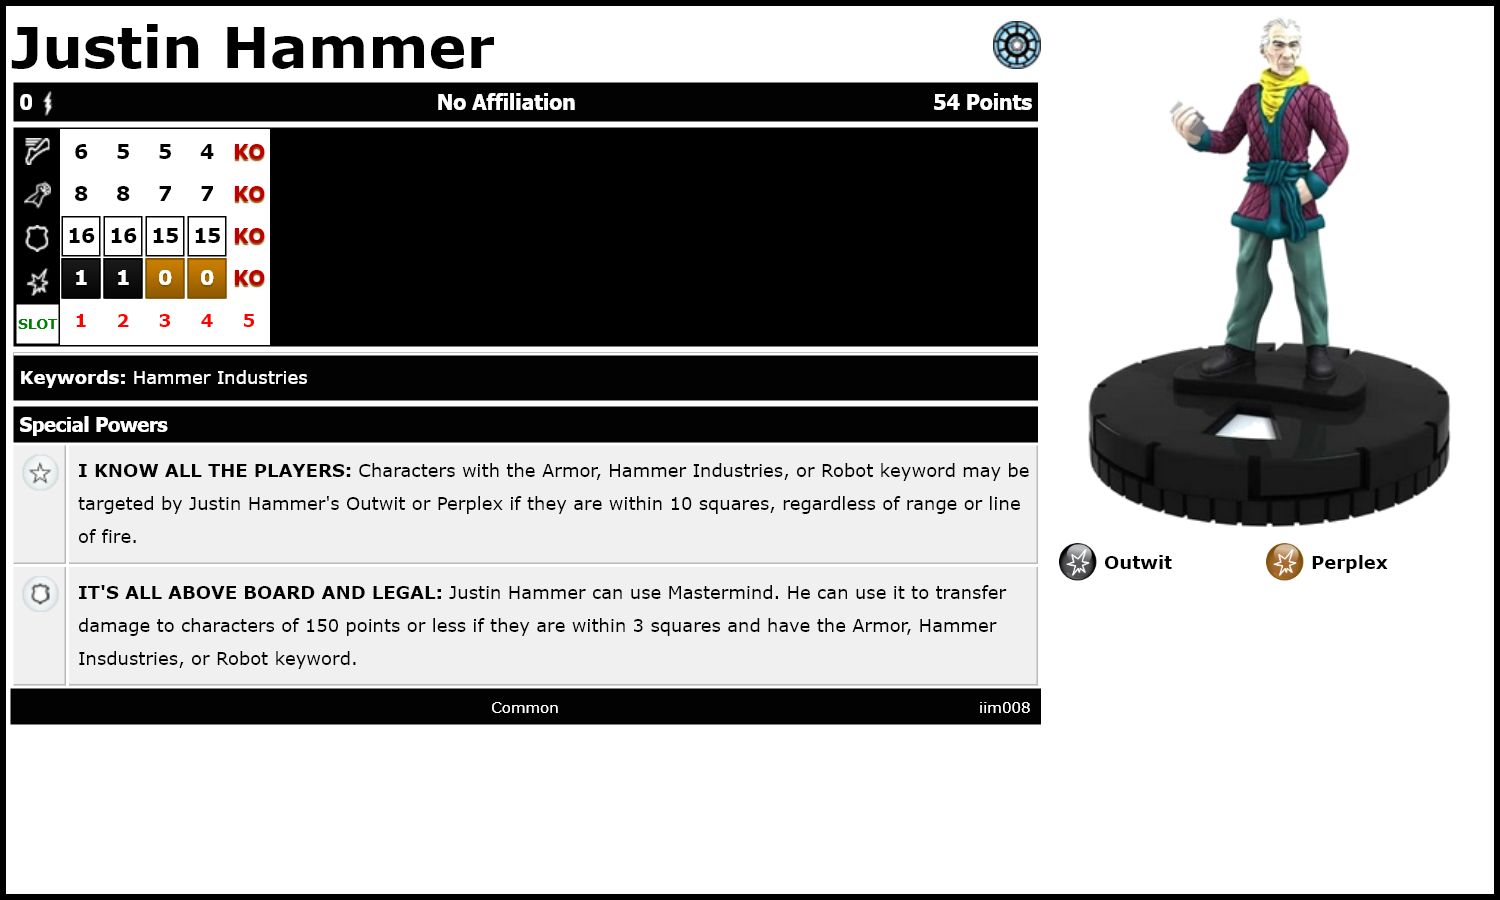 Justin Hammer
0 No Affiliation 54 Points
6 5 5 4 KO
8 8 7 7 KO
16 16 15 15 KO
1 1 0 0 KO
SLOT 1 2 3 4 5
Keywords: Hammer Industries
Special Powers
I KNOW ALL THE PLAYERS: Characters with the Armor, Hammer Industries, or Robot keyword may be
targeted by Justin Hammer's Outwit or Perplex if they are within 10 squares, regardless of range or line
of fire.
IT'S ALL ABOVE BOARD AND LEGAL: Justin Hammer can use Mastermind. He can use it to transfer
damage to characters of 150 points or less if they are within 3 squares and have the Armor, Hammer
Insdustries, or Robot keyword.
Common iim008
Outwit Perplex